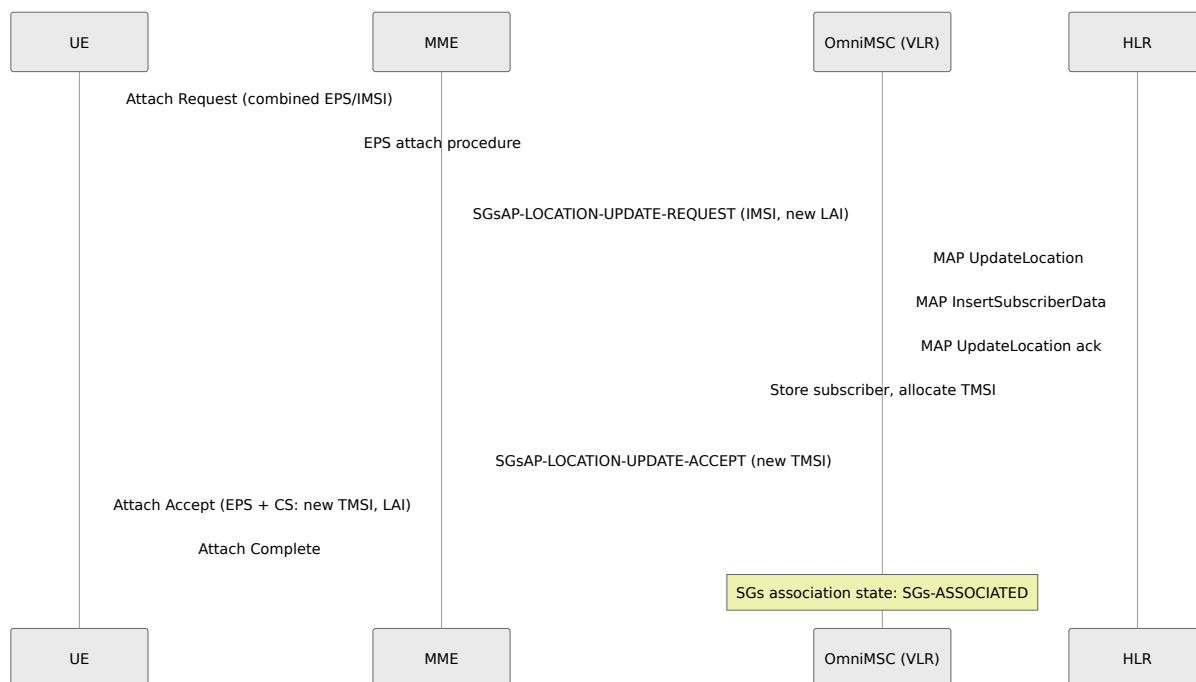 UE
MME
OmniMSC (VLR)
HLR
Attach Request (combined EPS/IMSI)
EPS attach procedure
SGsAP-LOCATION-UPDATE-REQUEST (IMSI, new LAI)
MAP UpdateLocation
MAP InsertSubscriberData
MAP UpdateLocation ack
Store subscriber, allocate TMSI
SGsAP-LOCATION-UPDATE-ACCEPT (new TMSI)
Attach Accept (EPS + CS: new TMSI, LAI)
Attach Complete
SGs association state: SGs-ASSOCIATED
UE
MME
OmniMSC (VLR)
HLR